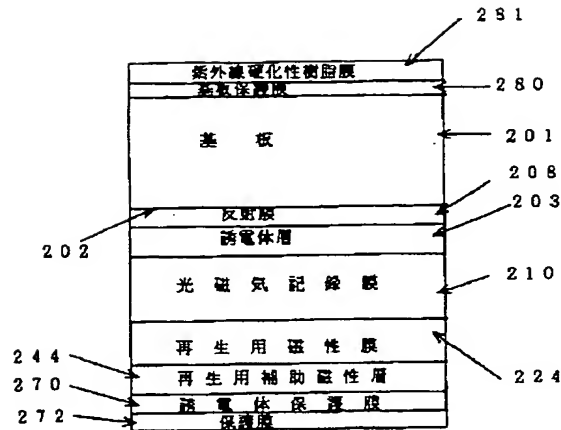 281
紫外線硬化性樹脂膜
基板保護膜
280
基板
201
208
反射膜
203
誘電体層
202
光磁気記録膜
210
再生用磁性膜
244
再生用補助磁性層
224
270
誘電体保護膜
272
保護膜